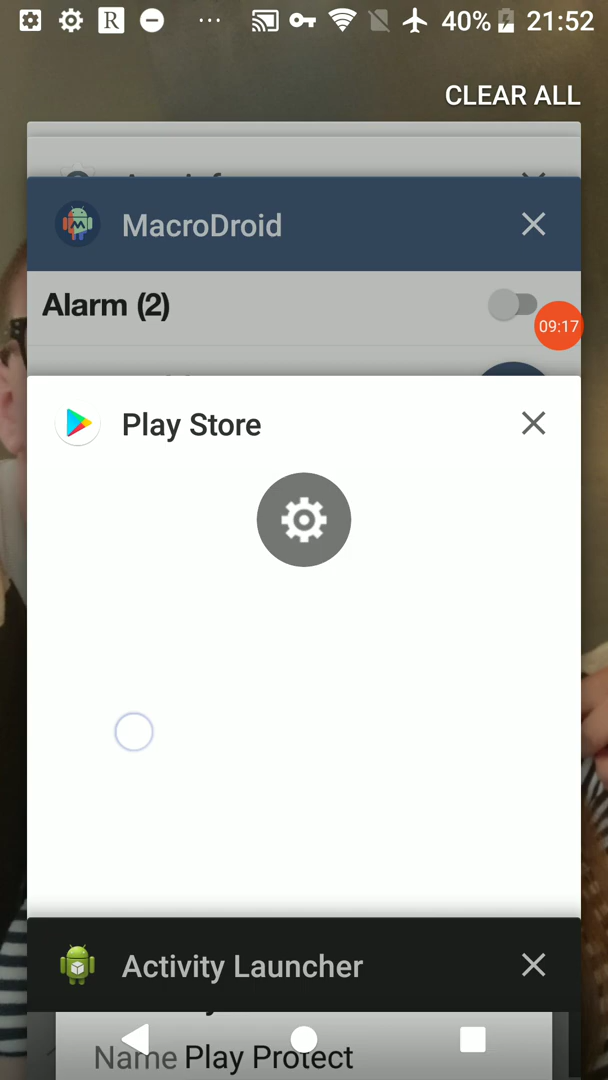 R ... 40% 21:52
CLEAR ALL
MacroDroid
Alarm (2)
09:17
Play Store
Activity Launcher
Name Play Protect